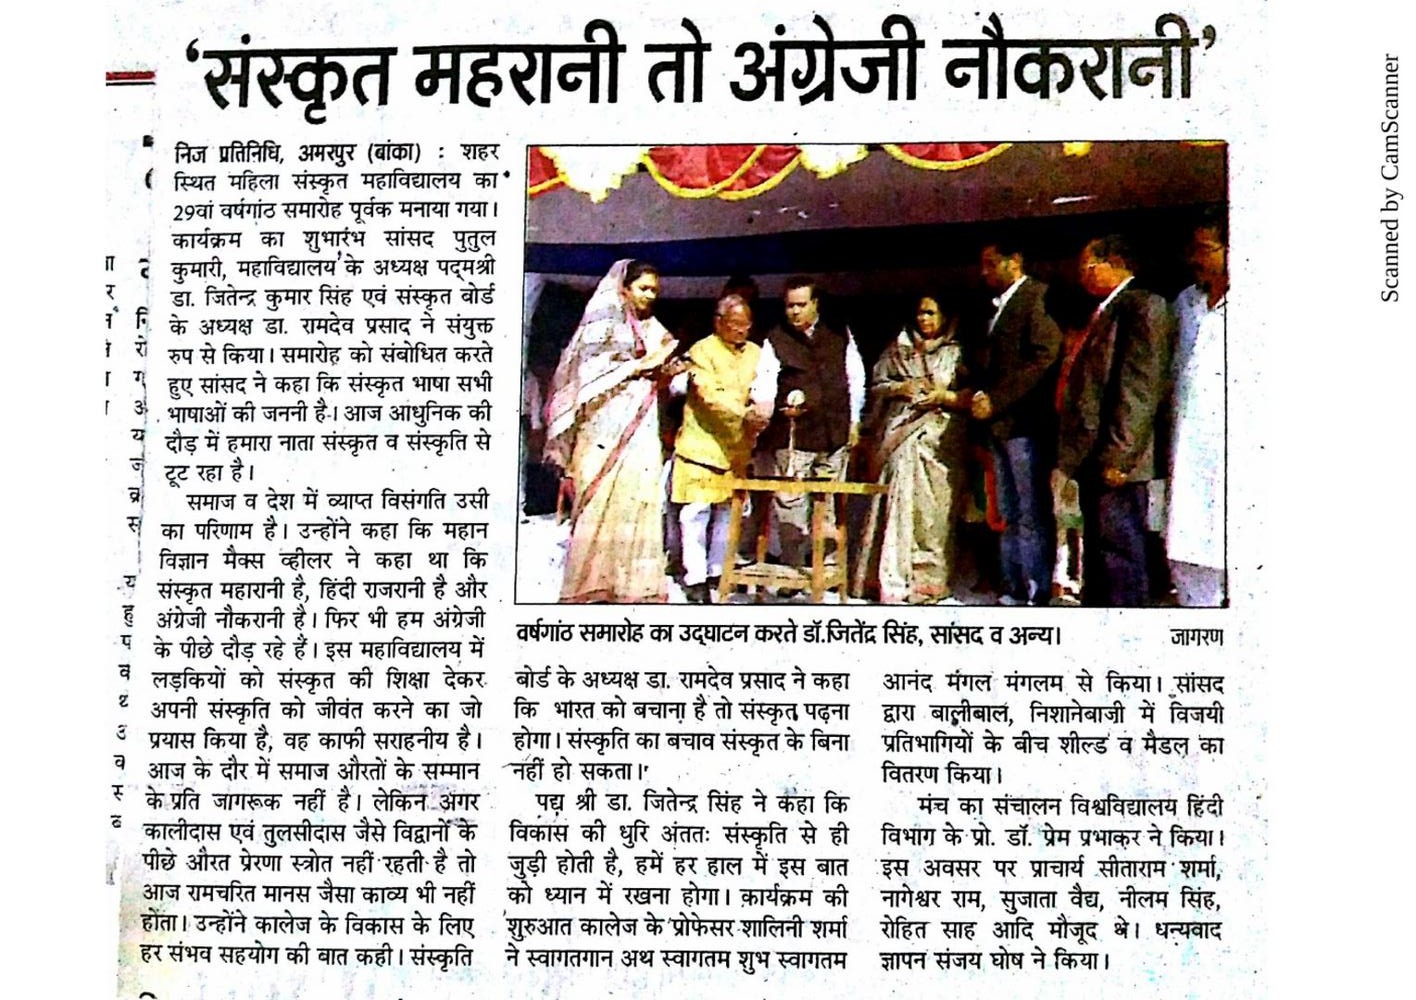 ‘संस्कृत महरानी तो अंग्रेजी नौकरानी’
निज प्रतिनिधि, अमरपुर (बांका) : शहर
स्थित महिला संस्कृत महाविद्यालय का
29वां वर्षगांठ समारोह पूर्वक मनाया गया।
कार्यक्रम का शुभारंभ सांसद पुतुल
कुमारी, महाविद्यालय के अध्यक्ष पद्मश्री
डा. जितेन्द्र कुमार सिंह एवं संस्कृत बोर्ड
के अध्यक्ष डा. रामदेव प्रसाद ने संयुक्त
रुप से किया। समारोह को संबोधित करते
हुए सांसद ने कहा कि संस्कृत भाषा सभी
भाषाओं की जननी है। आज आधुनिक की
दौड़ में हमारा नाता संस्कृत व संस्कृति से
टूट रहा है।
समाज व देश में व्याप्त विसंगति उसी
का परिणाम है। उन्होंने कहा कि महान
विज्ञान मैक्स व्हीलर ने कहा था कि
संस्कृत महारानी है, हिंदी राजरानी है और
अंग्रेजी नौकरानी है। फिर भी हम अंग्रेजी
के पीछे दौड़ रहे हैं। इस महाविद्यालय में
लड़कियों को संस्कृत की शिक्षा देकर
अपनी संस्कृति को जीवंत करने का जो
प्रयास किया है, वह काफी सराहनीय है।
आज के दौर में समाज औरतों के सम्मान
के प्रति जागरूक नहीं है। लेकिन अगर
कालीदास एवं तुलसीदास जैसे विद्वानों के
पीछे औरत प्रेरणा स्त्रोत नहीं रहती है तो
आज रामचरित मानस जैसा काव्य भी नहीं
होता। उन्होंने कालेज के विकास के लिए
हर संभव सहयोग की बात कही। संस्कृति
वर्षगांठ समारोह का उद्घाटन करते डॉ.जितेंद्र सिंह, सांसद व अन्य। जागरण
बोर्ड के अध्यक्ष डा. रामदेव प्रसाद ने कहा
कि भारत को बचाना है तो संस्कृत पढ़ना
होगा। संस्कृति का बचाव संस्कृत के बिना
नहीं हो सकता।'
पद्य श्री डा. जितेन्द्र सिंह ने कहा कि
विकास की धुरि अंततः संस्कृति से ही
जुड़ी होती है, हमें हर हाल में इस बात
को ध्यान में रखना होगा। कार्यक्रम की
शुरुआत कालेज के प्रोफेसर शालिनी शर्मा
ने स्वागतगान अथ स्वागतम शुभ स्वागतम
आनंद मंगल मंगलम से किया। सांसद
द्वारा बालीबाल, निशानेबाजी में विजयी
प्रतिभागियों के बीच शील्ड व मैडल का
वितरण किया।
मंच का संचालन विश्वविद्यालय हिंदी
विभाग के प्रो. डॉ. प्रेम प्रभाकर ने किया।
इस अवसर पर प्राचार्य सीताराम शर्मा,
नागेश्वर राम, सुजाता वैद्य, नीलम सिंह,
रोहित साह आदि मौजूद थे। धन्यवाद
ज्ञापन संजय घोष ने किया।
Scanned by CamScanner